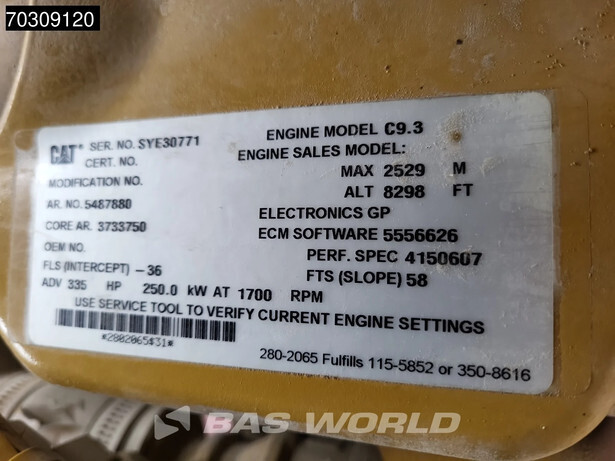 70309120
CAT SER. NO. SYE30771
ENGINE MODEL C9.3
CERT. NO.
ENGINE SALES MODEL:
MODIFICATION NO.
MAX 2529 M
ALT 8298 FT
AR. NO. 5487880
ELECTRONICS GP
CORE AR. 3733750
ECM SOFTWARE 5556626
OEM NO.
PERF. SPEC 4150607
FLS (INTERCEPT) -36
FTS (SLOPE) 58
ADV 335 HP 250.0 kW AT 1700 RPM
USE SERVICE TOOL TO VERIFY CURRENT ENGINE SETTINGS
*2802065$31*
280-2065 Fulfills 115-5852 or 350-8616
BAS WORLD